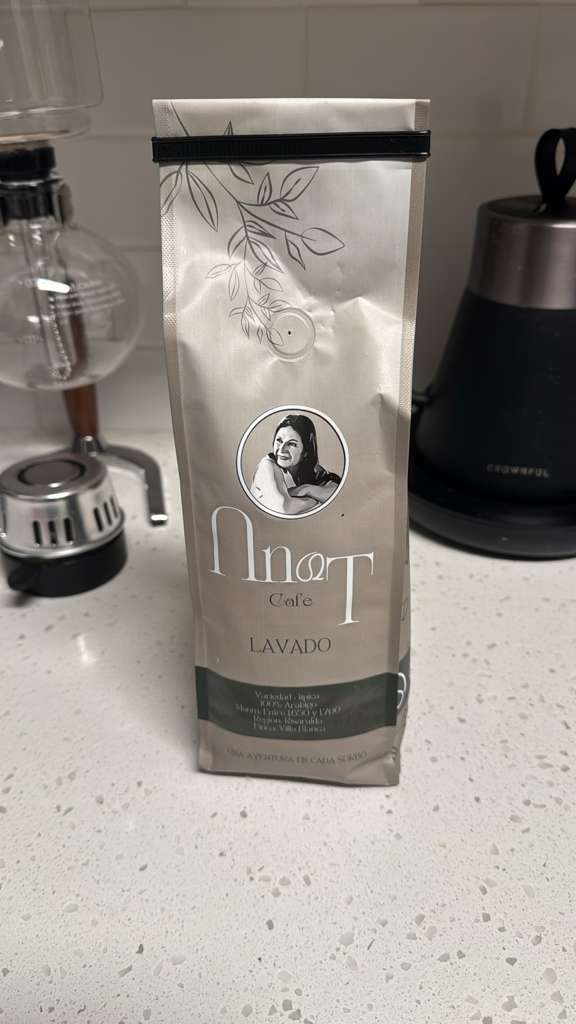 Anat
Café
LAVADO
Variedad: típica
100% Arábigo
Msnm: Entre 1.650 y 1.700
Región: Risaralda
Finca: Villa Blanca
UNA AVENTURA EN CADA SORBO
CROWNFUL